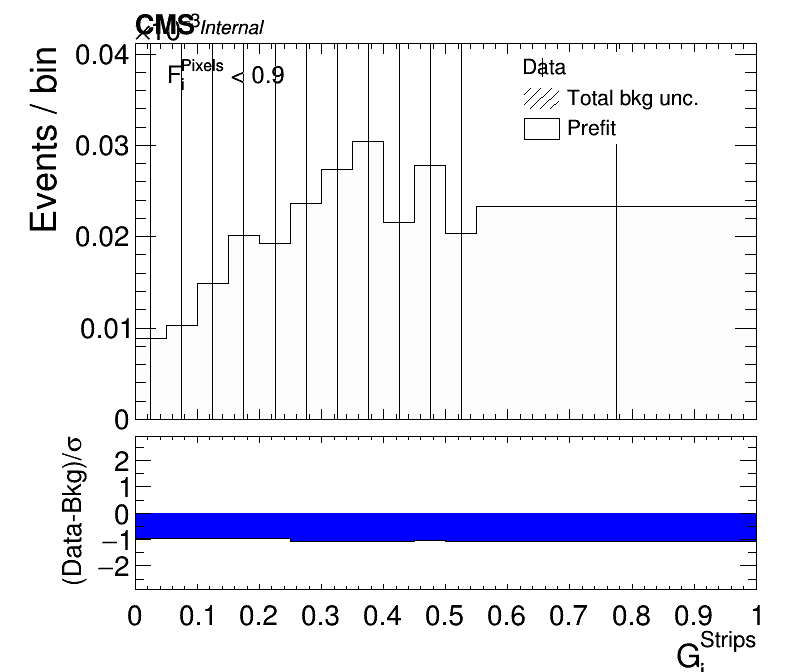 CMS Internal
×10³
F_i^Pixels < 0.9
Data
Total bkg unc.
Prefit
Events / bin
0.04
0.03
0.02
0.01
0
(Data-Bkg)/σ
2
1
0
−1
−2
0 0.1 0.2 0.3 0.4 0.5 0.6 0.7 0.8 0.9 1
G_i^Strips